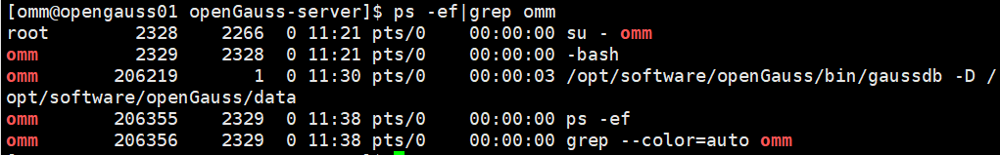 [omm@opengauss01 openGauss-server]$ ps -ef|grep omm
root        2328    2266  0 11:21 pts/0    00:00:00 su - omm
omm         2329    2328  0 11:21 pts/0    00:00:00 -bash
omm       206219       1  0 11:30 pts/0    00:00:03 /opt/software/openGauss/bin/gaussdb -D /
opt/software/openGauss/data
omm       206355    2329  0 11:38 pts/0    00:00:00 ps -ef
omm       206356    2329  0 11:38 pts/0    00:00:00 grep --color=auto omm